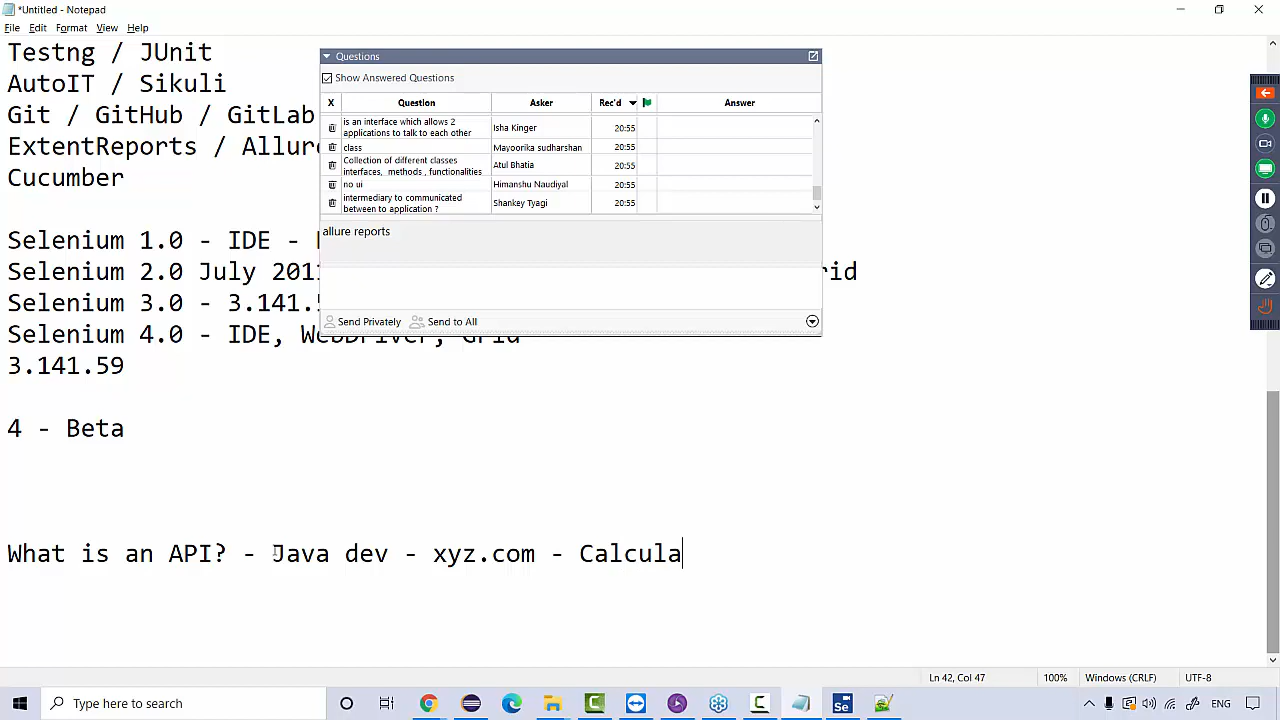 *Untitled - Notepad
File Edit Format View Help
Testng / JUnit
AutoIT / Sikuli
Git / GitHub / GitLab
ExtentReports / Allure
Cucumber
Selenium 1.0 - IDE -
Selenium 2.0 July 2011
rid
Selenium 3.0 - 3.141.5
Selenium 4.0 - IDE, WebDriver, Grid
3.141.59
4 - Beta
What is an API? - Java dev - xyz.com - Calcula
Questions
Show Answered Questions
X Question Asker Rec'd Answer
is an interface which allows 2
applications to talk to each other Isha Kinger 20:55
class Mayoorika sudharshan 20:55
Collection of different classes
interfaces, methods , functionalities Atul Bhatia 20:55
no ui Himanshu Naudiyal 20:55
intermediary to communicated
between to application ? Shankey Tyagi 20:55
allure reports
Send Privately Send to All
Ln 42, Col 47 100% Windows (CRLF) UTF-8
Type here to search
Se
ENG